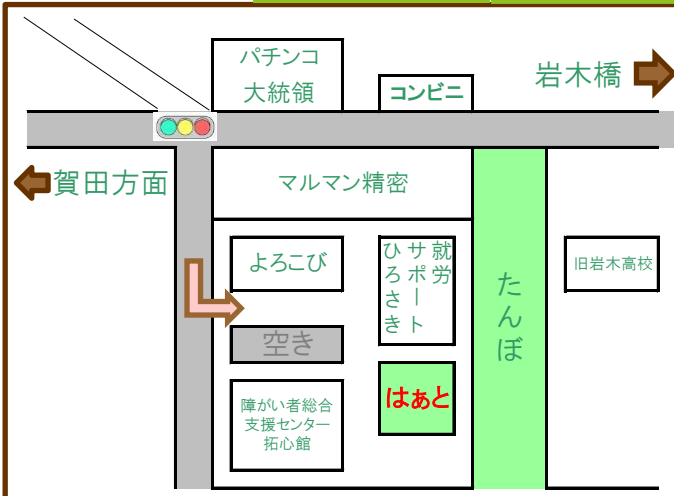 パチンコ
大統領
コンビニ
岩木橋
賀田方面
マルマン精密
よろこび
就労
サポート
ひろさき
たんぼ
旧岩木高校
空き
はぁと
障がい者総合
支援センター
拓心館